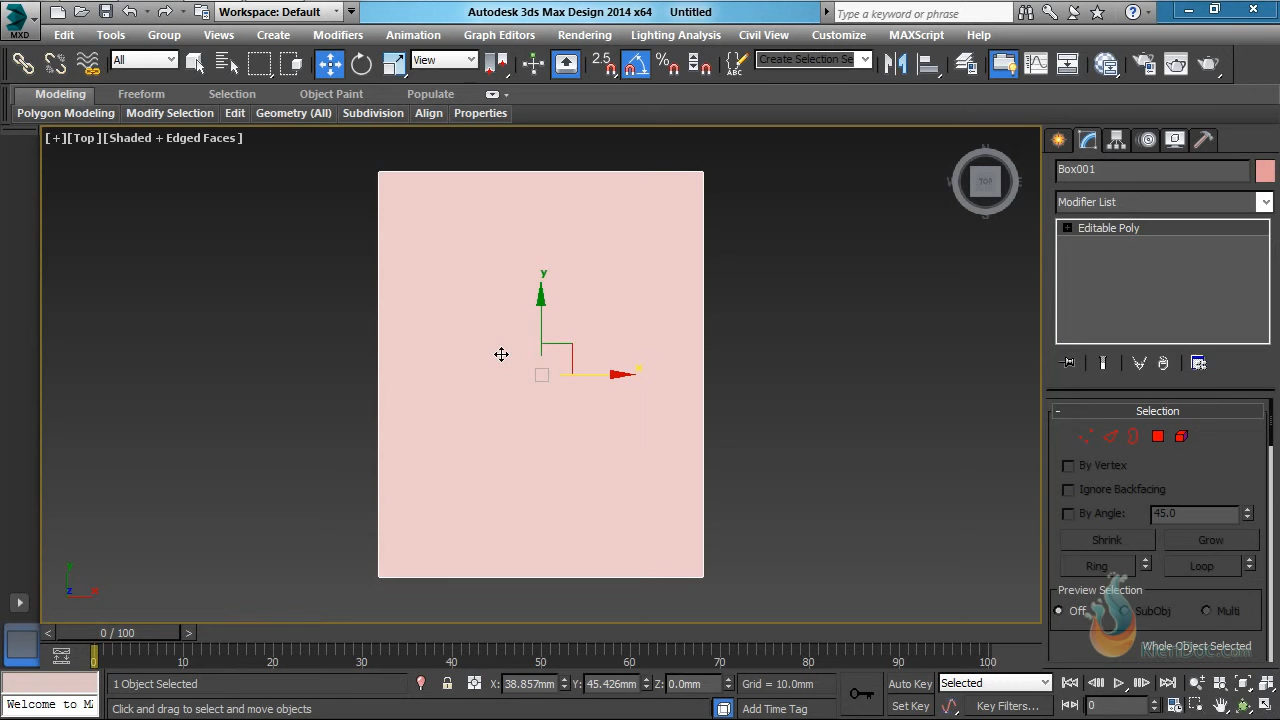 MXD
Workspace: Default
Autodesk 3ds Max Design 2014 x64 Untitled
Type a keyword or phrase
Edit Tools Group Views Create Modifiers Animation Graph Editors Rendering Lighting Analysis Civil View Customize MAXScript Help
All
View
2.5
Create Selection Se
Modeling Freeform Selection Object Paint Populate
Polygon Modeling Modify Selection Edit Geometry (All) Subdivision Align Properties
[+][Top][Shaded + Edged Faces]
N
TOP
S
Box001
Modifier List
Editable Poly
y
Selection
By Vertex
Ignore Backfacing
By Angle: 45.0
Shrink Grow
Ring Loop
Preview Selection
Off SubObj Multi
Whole Object Selected
z
0 / 100
0 10 20 30 40 50 60 70 80 90 100
1 Object Selected
X: 38.857mm Y: 45.426mm Z: 0.0mm
Grid = 10.0mm
Auto Key Selected
Welcome to M
Click and drag to select and move objects
Add Time Tag
Set Key Key Filters... 0